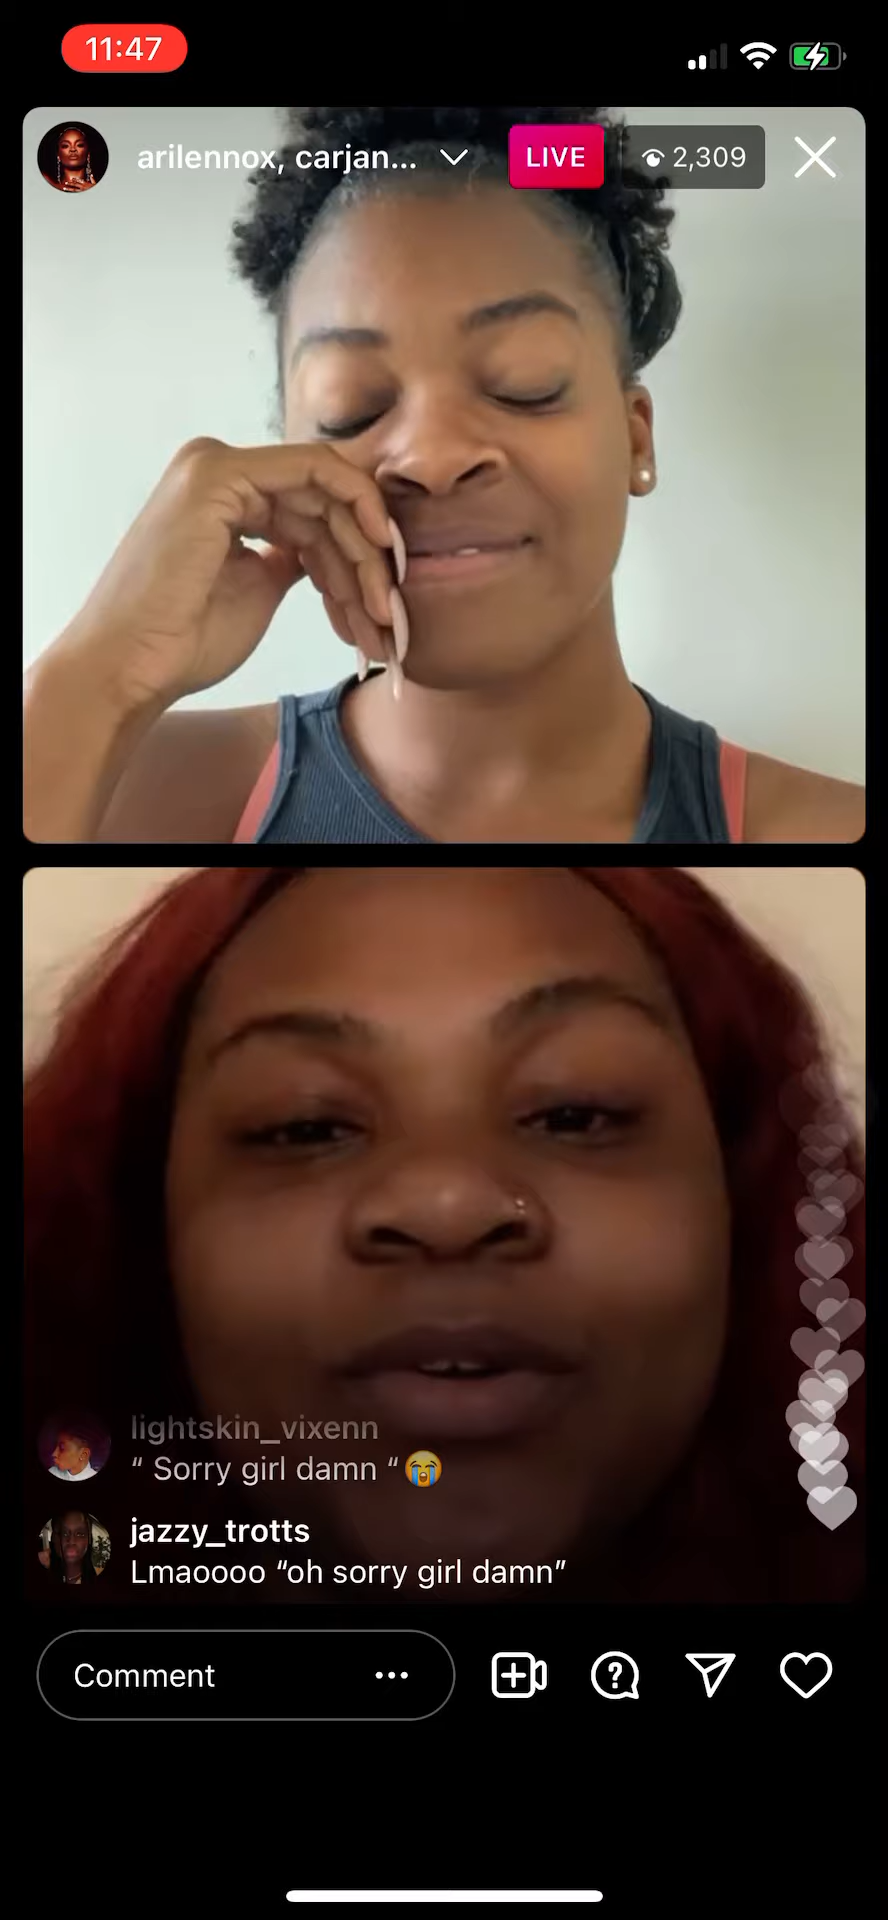 11:47
arilennox, carjan...
LIVE
2,309
lightskin_vixenn
“ Sorry girl damn “😭
jazzy_trotts
Lmaoooo “oh sorry girl damn”
Comment